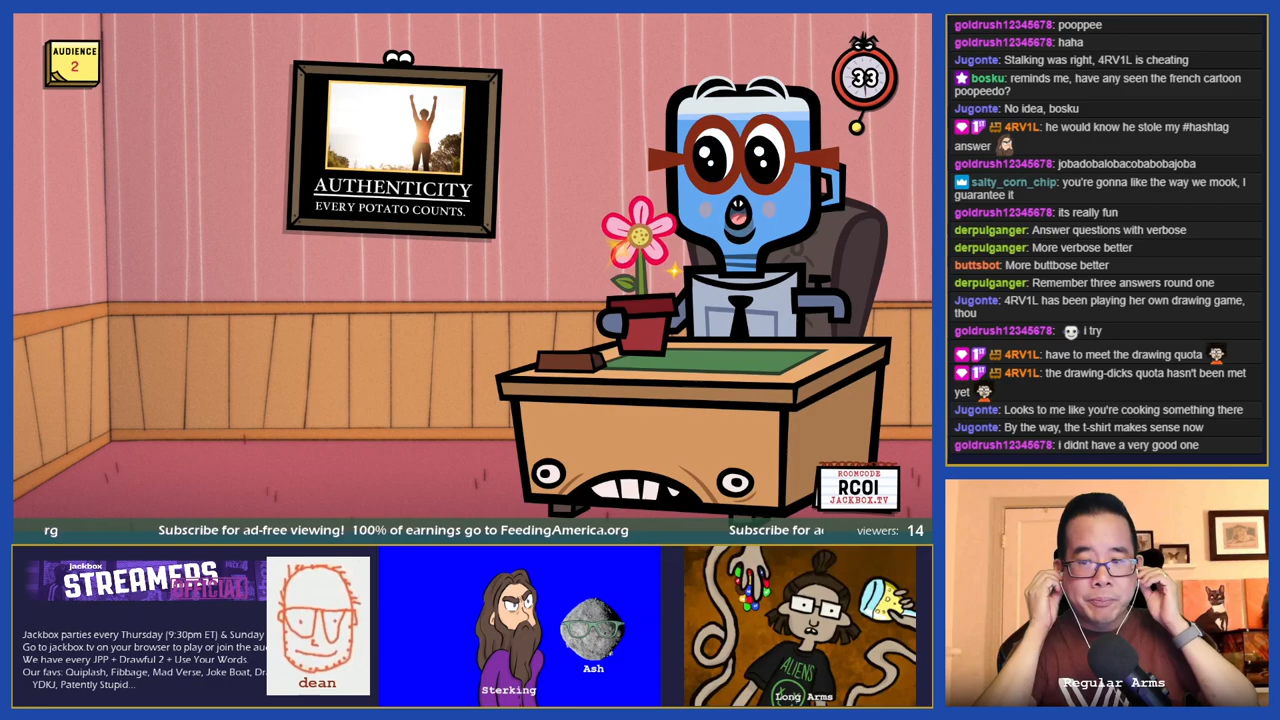 AUDIENCE
2
AUTHENTICITY
EVERY POTATO COUNTS.
33
ROOMCODE
RCOI
JACKBOX.TV
rg Subscribe for ad-free viewing! 100% of earnings go to FeedingAmerica.org Subscribe for a viewers: 14
jackbox
STREAMERS
OFFICIAL
Jackbox parties every Thursday (9:30pm ET) & Sunday
Go to jackbox.tv on your browser to play or join the au
We have every JPP + Drawful 2 + Use Your Words.
Our favs: Quiplash, Fibbage, Mad Verse, Joke Boat, Dr
YDKJ, Patently Stupid...
dean
Sterking
Ash
ALIENS
Long Arms
Regular Arms
goldrush12345678: pooppee
goldrush12345678: haha
Jugonte: Stalking was right, 4RV1L is cheating
bosku: reminds me, have any seen the french cartoon
poopeedo?
Jugonte: No idea, bosku
4RV1L: he would know he stole my #hashtag
answer
goldrush12345678: jobadobalobacobabobajoba
salty_corn_chip: you're gonna like the way we mook, I
guarantee it
goldrush12345678: its really fun
derpulganger: Answer questions with verbose
derpulganger: More verbose better
buttsbot: More buttbose better
derpulganger: Remember three answers round one
Jugonte: 4RV1L has been playing her own drawing game,
thou
goldrush12345678: i try
4RV1L: have to meet the drawing quota
4RV1L: the drawing-dicks quota hasn't been met
yet
Jugonte: Looks to me like you're cooking something there
Jugonte: By the way, the t-shirt makes sense now
goldrush12345678: i didnt have a very good one